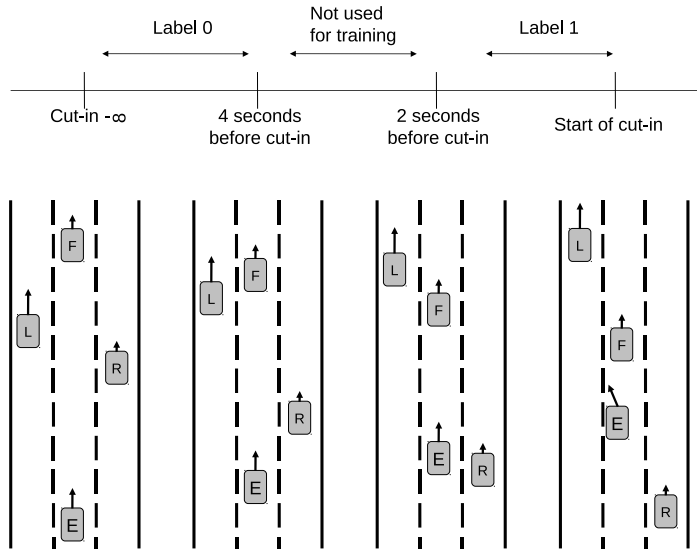 Label 0
Not used
for training
Label 1
Cut-in -∞
4 seconds
before cut-in
2 seconds
before cut-in
Start of cut-in
F
L
R
E
F
L
R
E
L
F
E
R
L
F
E
R